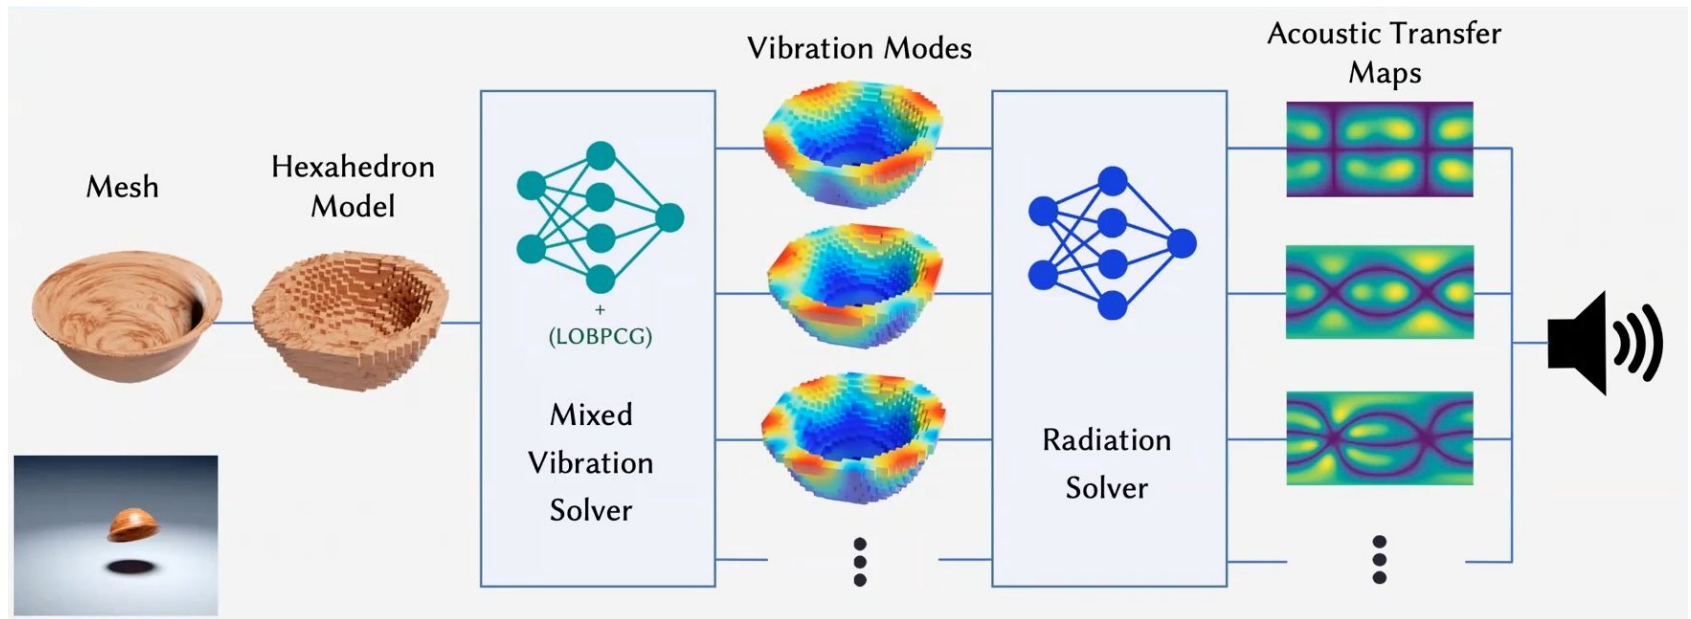 Mesh
Hexahedron
Model
+
(LOBPCG)
Mixed
Vibration
Solver
Vibration Modes
Radiation
Solver
Acoustic Transfer
Maps